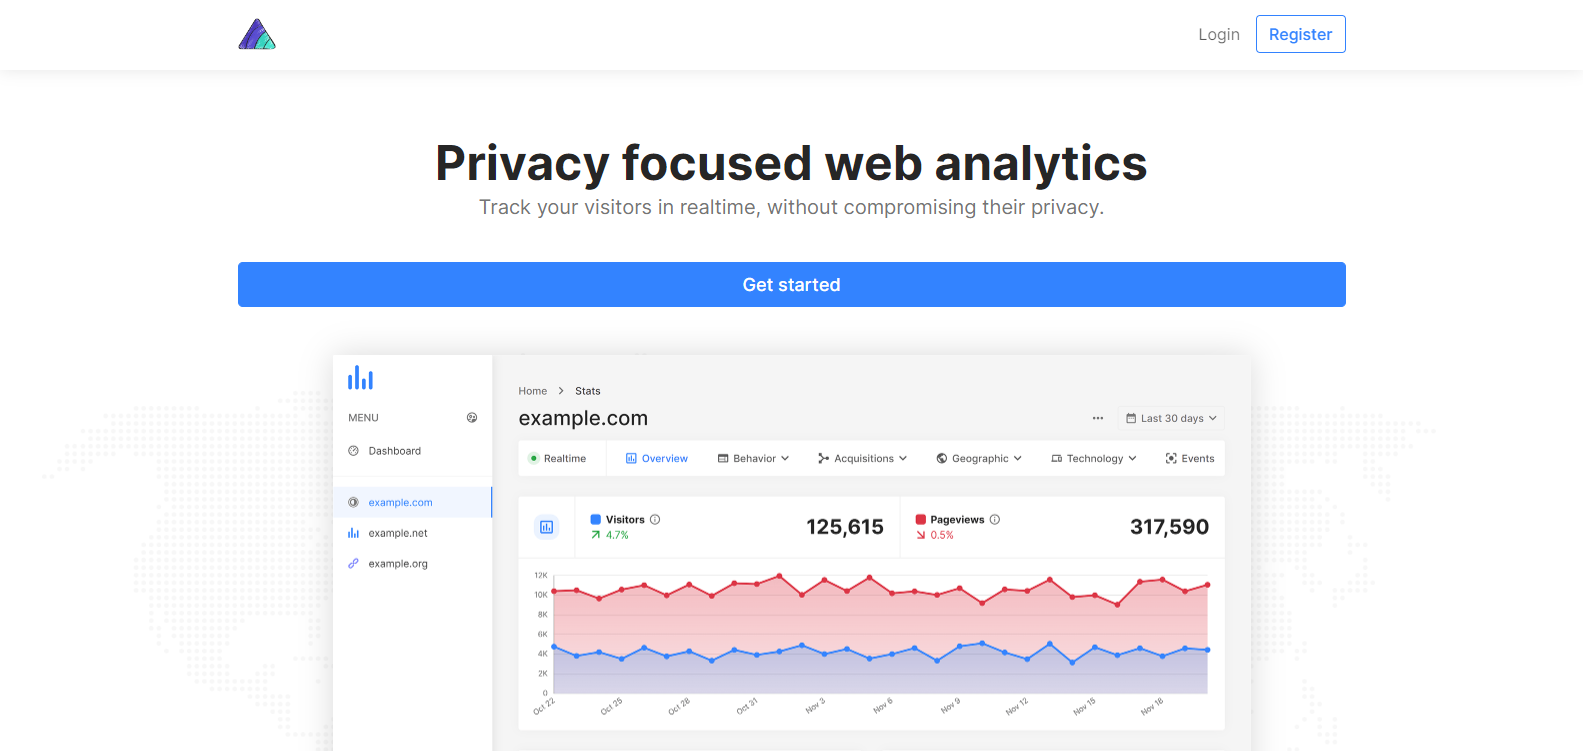 Login Register
Privacy focused web analytics
Track your visitors in realtime, without compromising their privacy.
Get started
Home Stats
MENU
example.com
Last 30 days
Dashboard
Realtime Overview Behavior Acquisitions Geographic Technology Events
example.com
example.net
example.org
Visitors 125,615
4.7%
Pageviews 317,590
0.5%
12K
10K
8K
6K
4K
2K
0
Oct 22 Oct 25 Oct 28 Oct 31 Nov 3 Nov 6 Nov 9 Nov 12 Nov 15 Nov 18